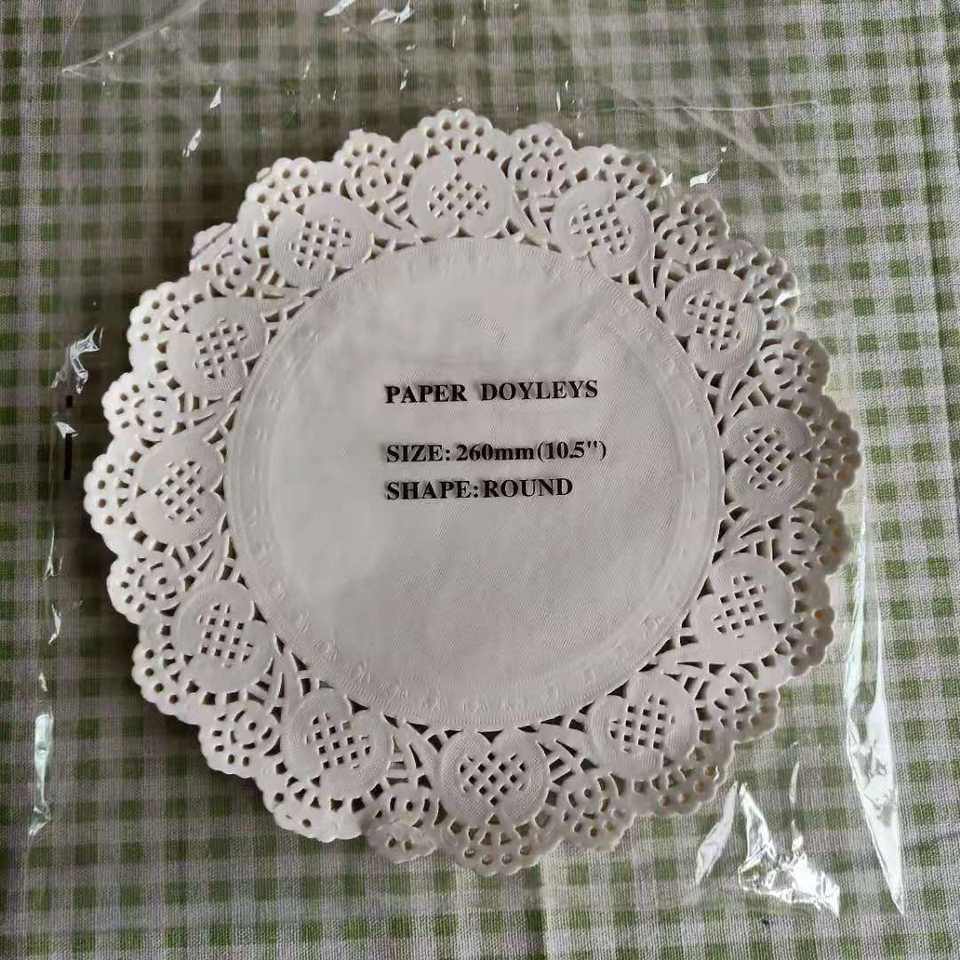 PAPER DOYLEYS
SIZE: 260mm(10.5")
SHAPE:ROUND